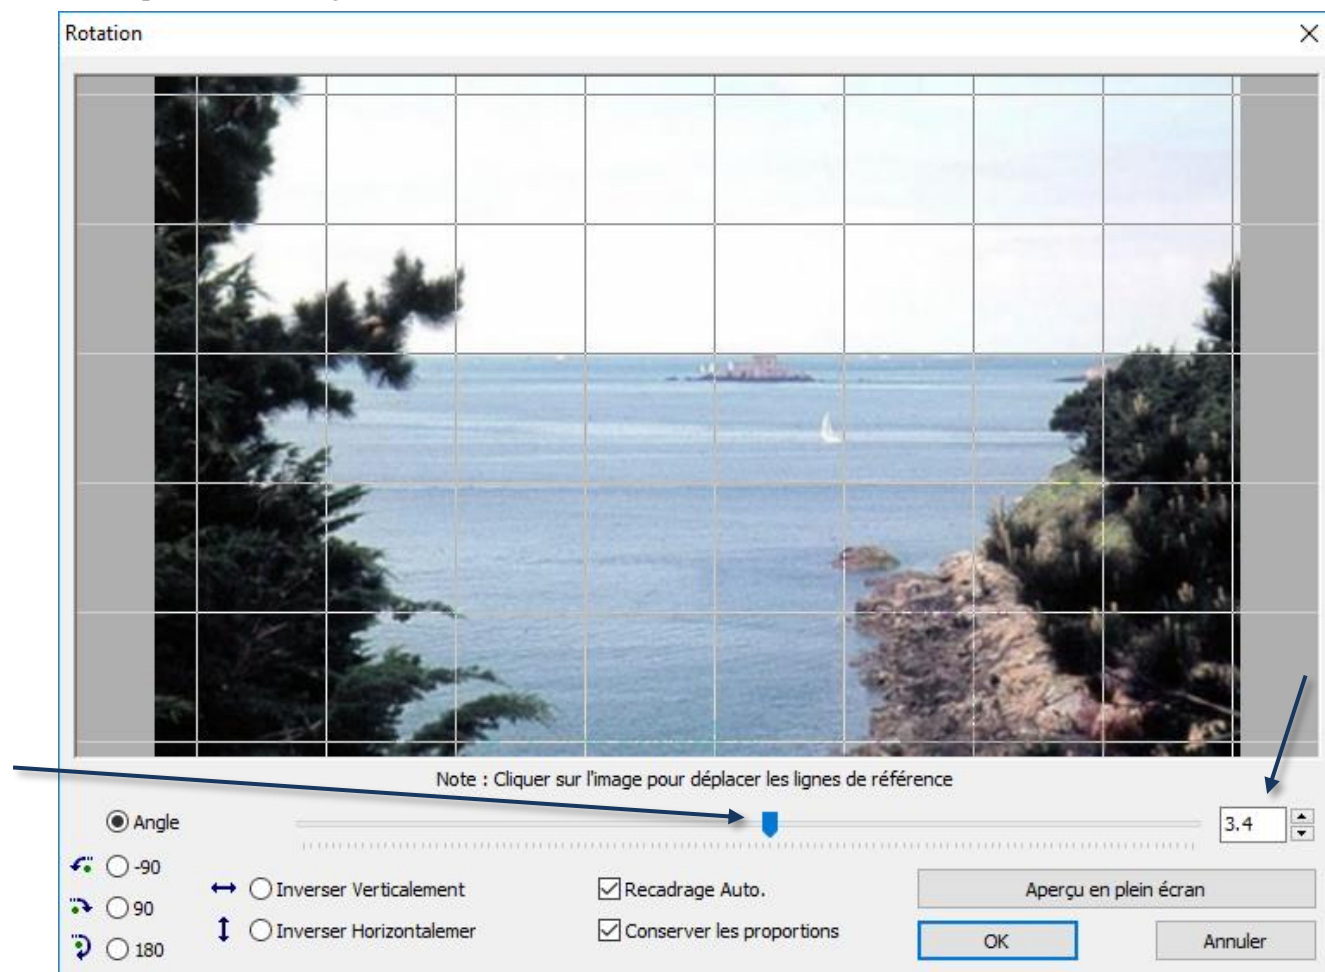 Rotation
Note : Cliquer sur l'image pour déplacer les lignes de référence
Angle
3.4
-90
Inverser Verticalement
Recadrage Auto.
Aperçu en plein écran
90
Inverser Horizontalemer
Conserver les proportions
OK
Annuler
180